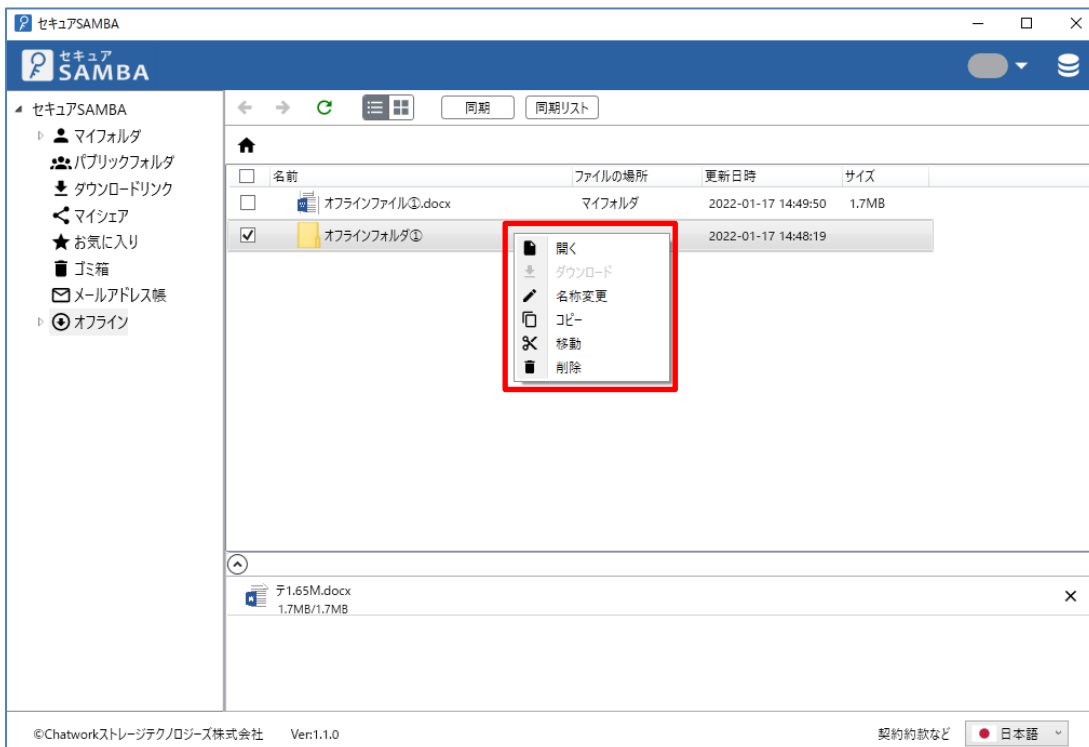 セキュアSAMBA
セキュア
SAMBA
セキュアSAMBA
マイフォルダ
パブリックフォルダ
ダウンロードリンク
マイシェア
お気に入り
ゴミ箱
メールアドレス帳
オフライン
同期 同期リスト
名前 ファイルの場所 更新日時 サイズ
オフラインファイル①.docx マイフォルダ 2022-01-17 14:49:50 1.7MB
オフラインフォルダ① 2022-01-17 14:48:19
開く
ダウンロード
名称変更
コピー
移動
削除
テ1.65M.docx
1.7MB/1.7MB
©Chatworkストレージテクノロジーズ株式会社 Ver:1.1.0 契約約款など 日本語